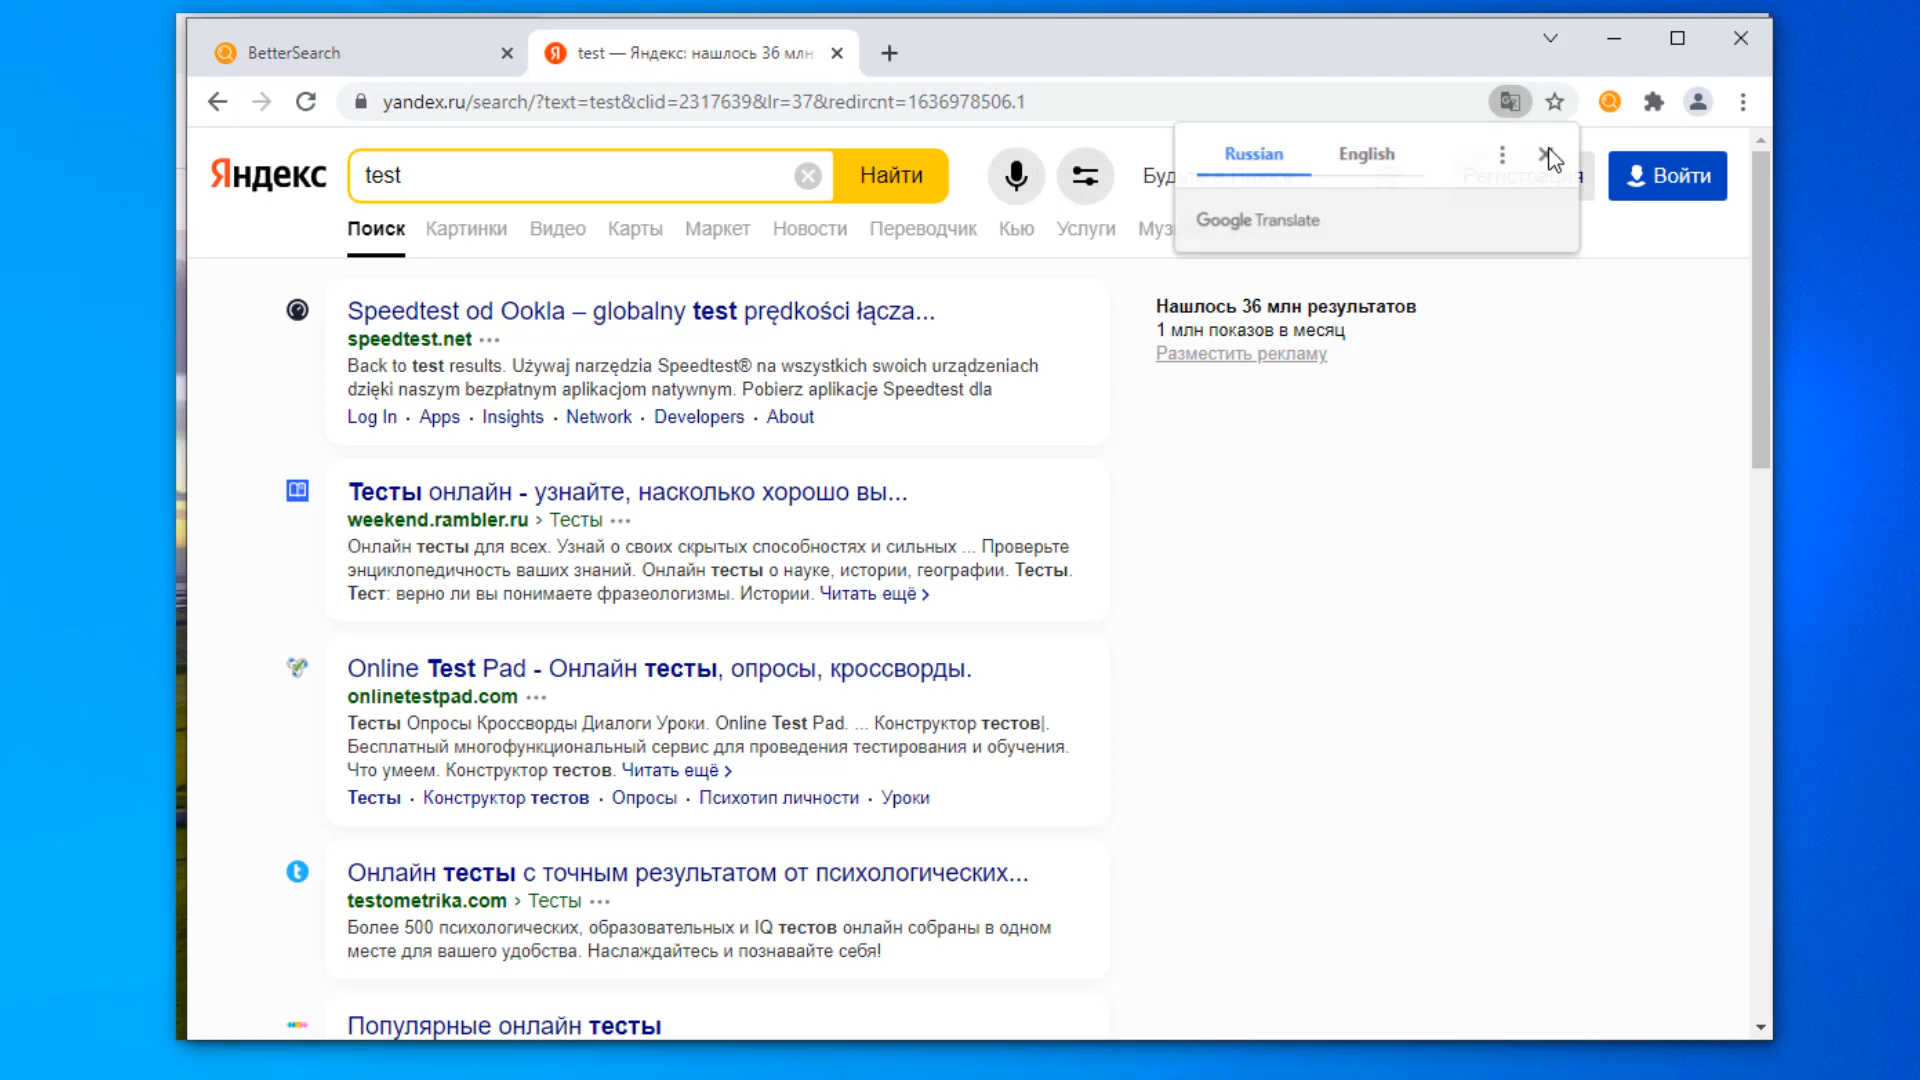 BetterSearch
test — Яндекс: нашлось 36 млн
yandex.ru/search/?text=test&clid=2317639&lr=37&redircnt=1636978506.1
Яндекс
test
Найти
Russian
English
Регистрация
Войти
Google Translate
Поиск Картинки Видео Карты Маркет Новости Переводчик Кью Услуги
Speedtest od Ookla – globalny test prędkości łącza...
speedtest.net
Back to test results. Używaj narzędzia Speedtest® na wszystkich swoich urządzeniach
dzięki naszym bezpłatnym aplikacjom natywnym. Pobierz aplikacje Speedtest dla
Log In · Apps · Insights · Network · Developers · About
Нашлось 36 млн результатов
1 млн показов в месяц
Разместить рекламу
Тесты онлайн - узнайте, насколько хорошо вы...
weekend.rambler.ru › Тесты
Онлайн тесты для всех. Узнай о своих скрытых способностях и сильных ... Проверьте
энциклопедичность ваших знаний. Онлайн тесты о науке, истории, географии. Тесты.
Тест: верно ли вы понимаете фразеологизмы. Истории. Читать ещё ›
Online Test Pad - Онлайн тесты, опросы, кроссворды.
onlinetestpad.com
Тесты Опросы Кроссворды Диалоги Уроки. Online Test Pad. ... Конструктор тестов|.
Бесплатный многофункциональный сервис для проведения тестирования и обучения.
Что умеем. Конструктор тестов. Читать ещё ›
Тесты · Конструктор тестов · Опросы · Психотип личности · Уроки
Онлайн тесты с точным результатом от психологических...
testometrika.com › Тесты
Более 500 психологических, образовательных и IQ тестов онлайн собраны в одном
месте для вашего удобства. Наслаждайтесь и познавайте себя!
Популярные онлайн тесты